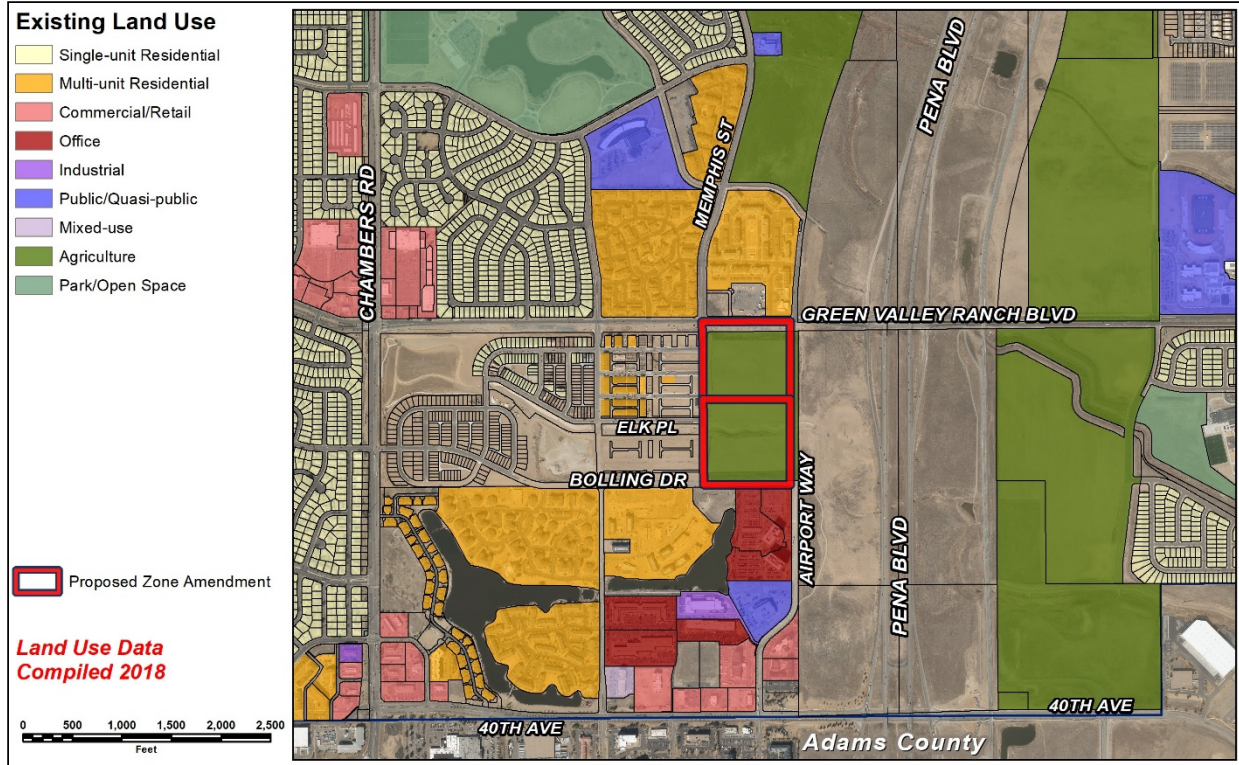 Existing Land Use
Single-unit Residential
Multi-unit Residential
Commercial/Retail
Office
Industrial
Public/Quasi-public
Mixed-use
Agriculture
Park/Open Space
Proposed Zone Amendment
Land Use Data
Compiled 2018
0 500 1,000 1,500 2,000 2,500
Feet
PENA BLVD
MEMPHIS ST
CHAMBERS RD
GREEN VALLEY RANCH BLVD
ELK PL
BOLLING DR
AIRPORT WAY
PENA BLVD
40TH AVE
40TH AVE
Adams County